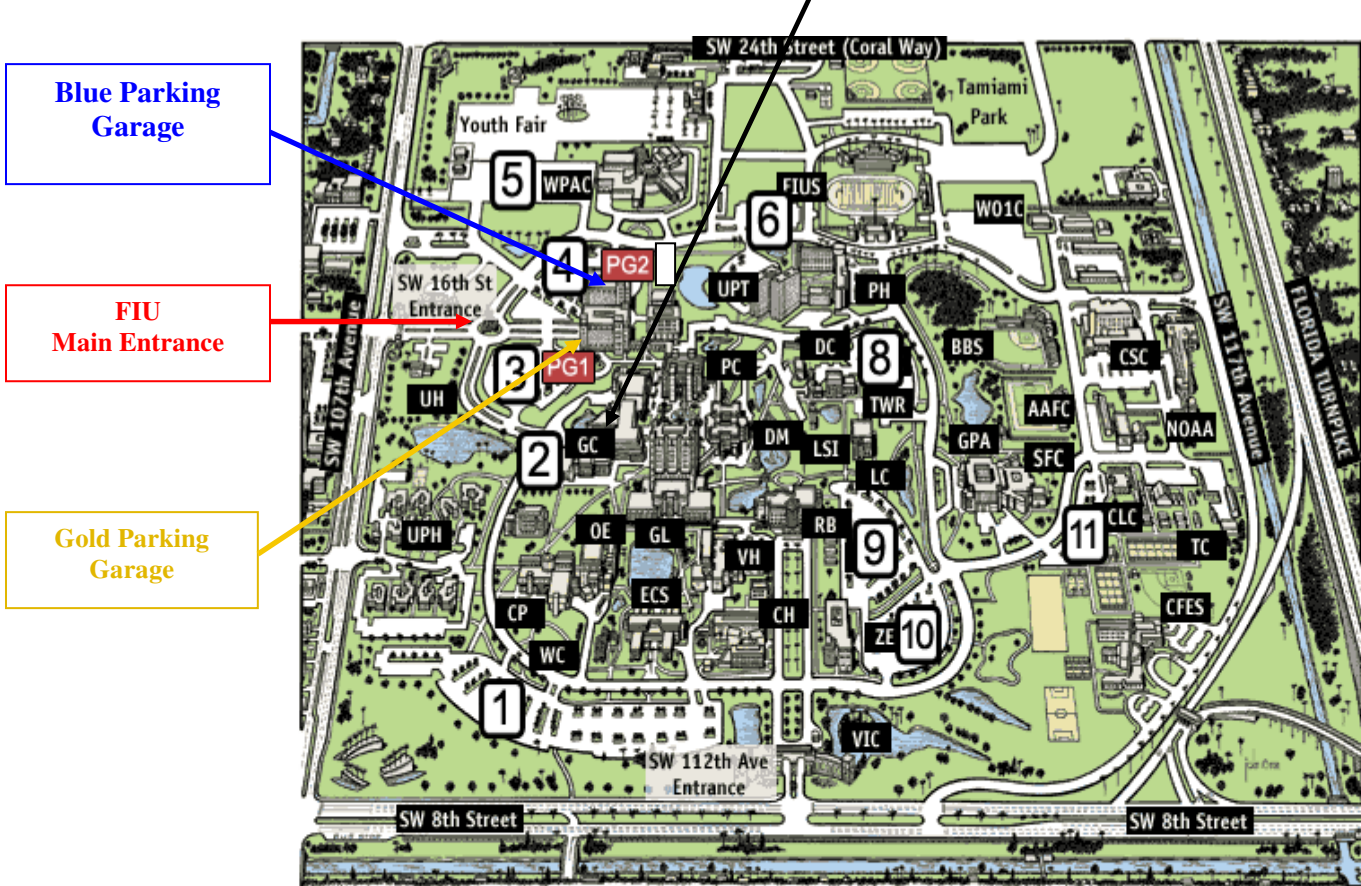 SW 24th Street (Coral Way)
Blue Parking
Garage
Tamiami
Park
Youth Fair
5
WPAC
FIUS
6
W01C
4
PG2
SW 16th St
Entrance
UPT
PH
FIU
Main Entrance
3
PG1
PC
DC
8
BBS
CSC
UH
TWR
AAFC
SW 107th Avenue
SW 117th Avenue
FLORIDA TURNPIKE
2
GC
DM
LSI
GPA
SFC
NOAA
LC
Gold Parking
Garage
UPH
OE
GL
VH
RB
9
11
CLC
TC
ECS
CP
CH
CFES
WC
ZE
10
1
VIC
SW 112th Ave
Entrance
SW 8th Street
SW 8th Street